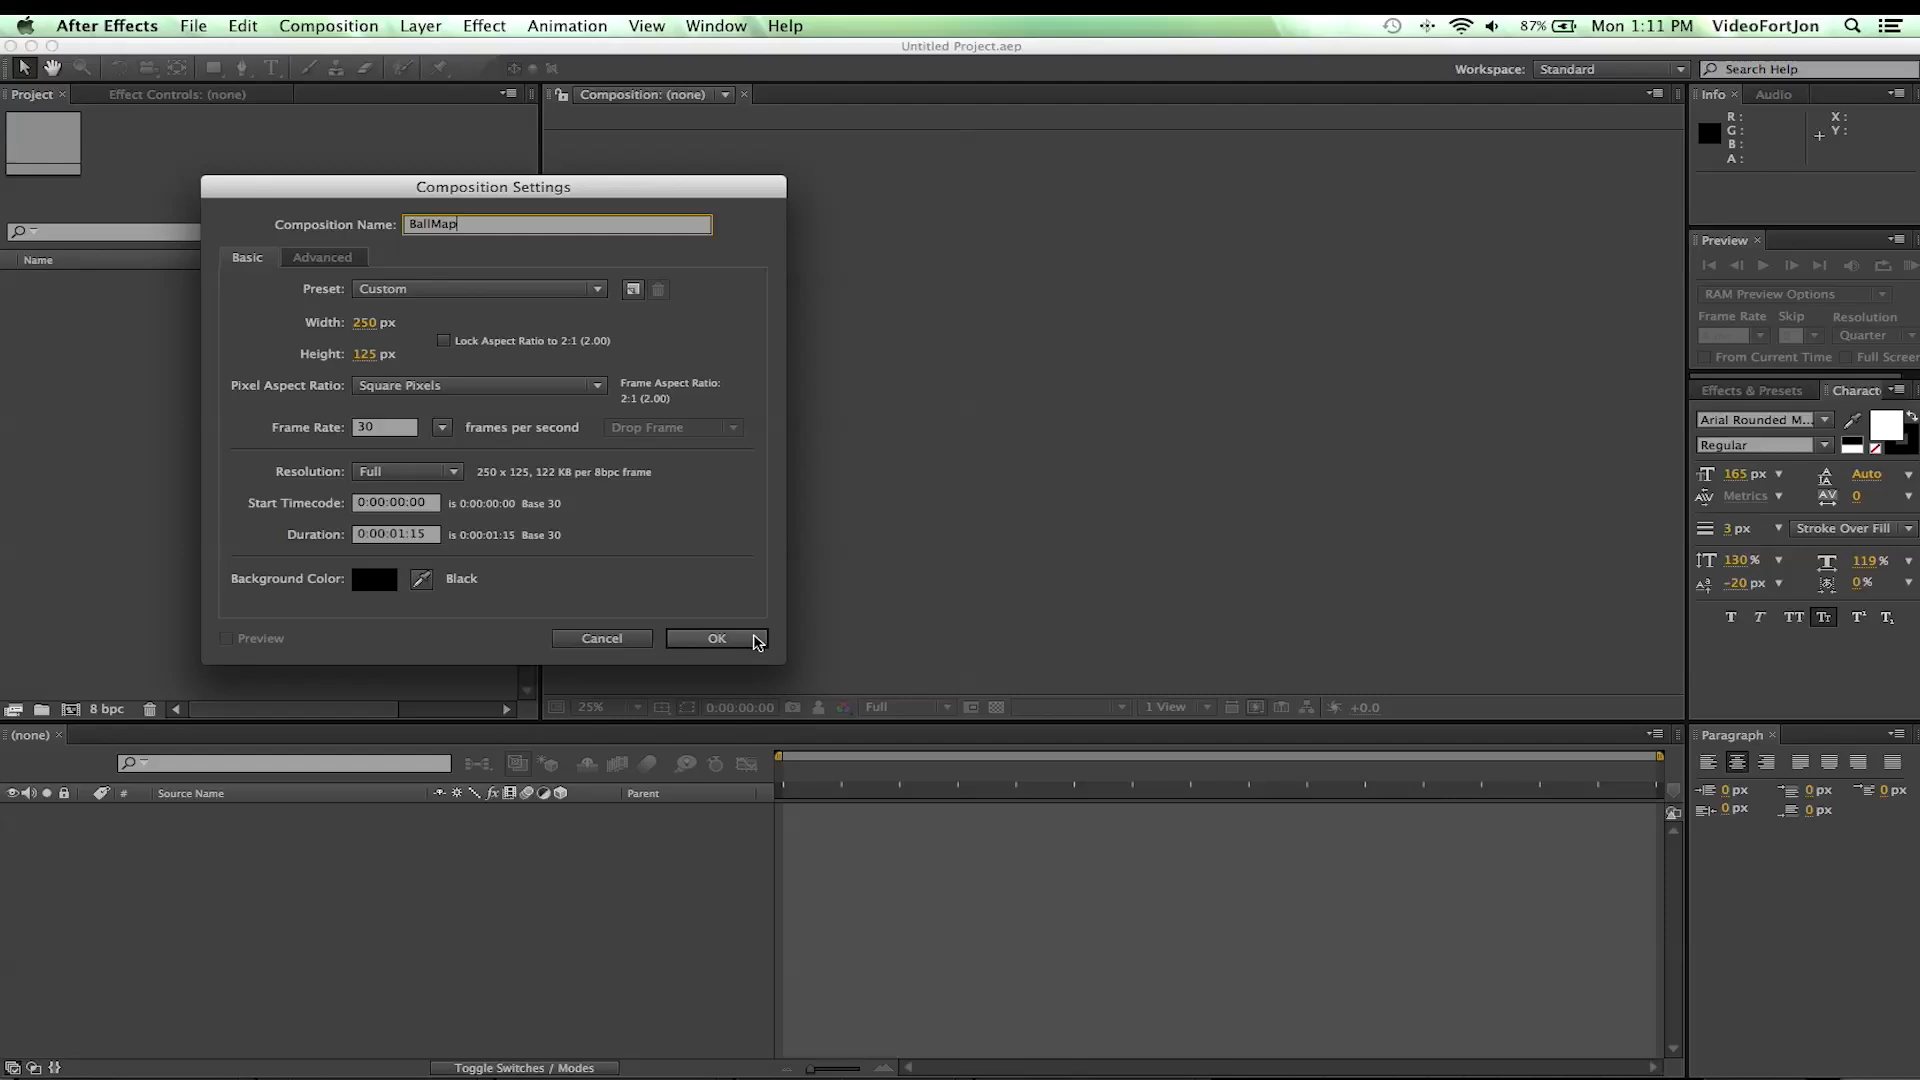 After Effects File Edit Composition Layer Effect Animation View Window Help 87% Mon 1:11 PM VideoFortJon
Untitled Project.aep
Workspace: Standard Search Help
Project Effect Controls: (none) Composition: (none) Info Audio
R: X:
G: Y:
B:
A:
Composition Settings
Composition Name: BallMap
Basic Advanced
Preset: Custom
Width: 250 px
Lock Aspect Ratio to 2:1 (2.00)
Height: 125 px
Pixel Aspect Ratio: Square Pixels Frame Aspect Ratio:
2:1 (2.00)
Frame Rate: 30 frames per second Drop Frame
Resolution: Full 250 x 125, 122 KB per 8bpc frame
Start Timecode: 0:00:00:00 is 0:00:00:00 Base 30
Duration: 0:00:01:15 is 0:00:01:15 Base 30
Background Color: Black
Preview Cancel OK
Name
Preview
RAM Preview Options
Frame Rate Skip Resolution
Quarter
From Current Time Full Screen
Effects & Presets Charact
Arial Rounded M...
Regular
165 px Auto
Metrics 0
3 px Stroke Over Fill
130 % 119 %
-20 px 0 %
T T TT TT T¹ T₁
8 bpc
25% 0:00:00:00 Full 1 View +0.0
(none)
# Source Name fx Parent
Paragraph
0 px 0 px 0 px
0 px 0 px
Toggle Switches / Modes